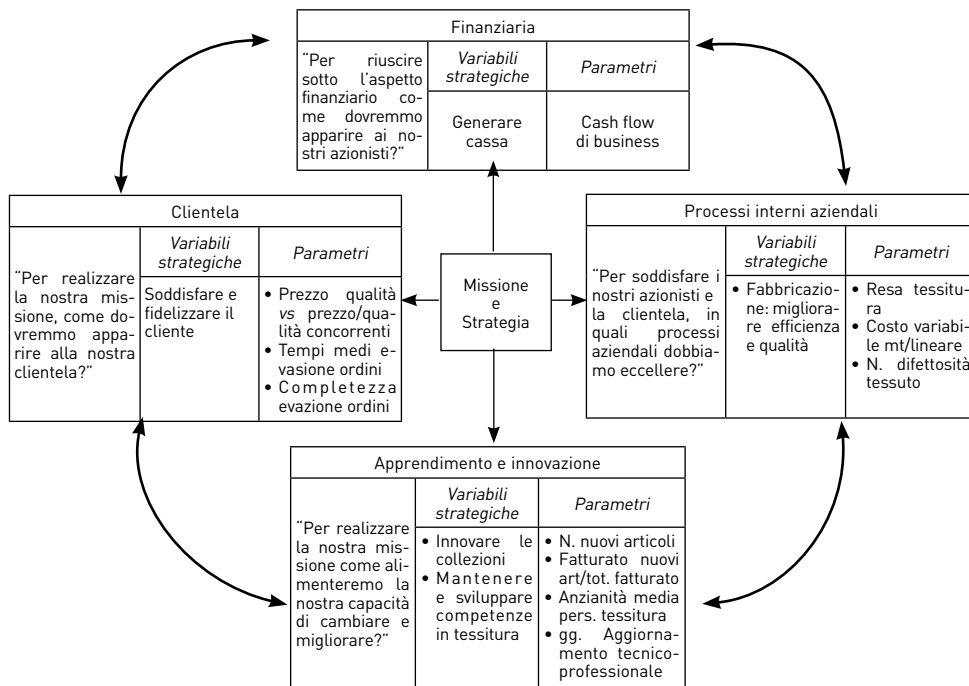 Finanziaria
“Per riuscire
sotto l’aspetto
finanziario co-
me dovremmo
apparire ai no-
stri azionisti?”
Variabili
strategiche
Parametri
Generare
cassa
Cash flow
di business
Clientela
“Per realizzare
la nostra mis-
sione, come do-
vremmo appa-
rire alla nostra
clientela?”
Variabili
strategiche
Parametri
Soddisfare e
fidelizzare il
cliente
• Prezzo qualità
vs prezzo/qua-
lità concorrenti
• Tempi medi e-
vasione ordini
• Completezza
evazione ordini
Missione
e
Strategia
Processi interni aziendali
“Per soddisfare i
nostri azionisti e
la clientela, in
quali processi
aziendali dobbia-
mo eccellere?”
Variabili
strategiche
Parametri
• Fabbricazio-
ne: migliora-
re efficienza
e qualità
• Resa tessitu-
ra
• Costo variabi-
le mt/lineare
• N. difettosità
tessuto
Apprendimento e innovazione
“Per realizzare
la nostra mis-
sione come ali-
menteremo la
nostra capacità
di cambiare e
migliorare?”
Variabili
strategiche
Parametri
• Innovare le
collezioni
• Mantenere
e sviluppare
competenze
in tessitura
• N. nuovi articoli
• Fatturato nuovi
art/tot. fatturato
• Anzianità media
pers. tessitura
• gg. Aggiorna-
mento tecnico-
professionale